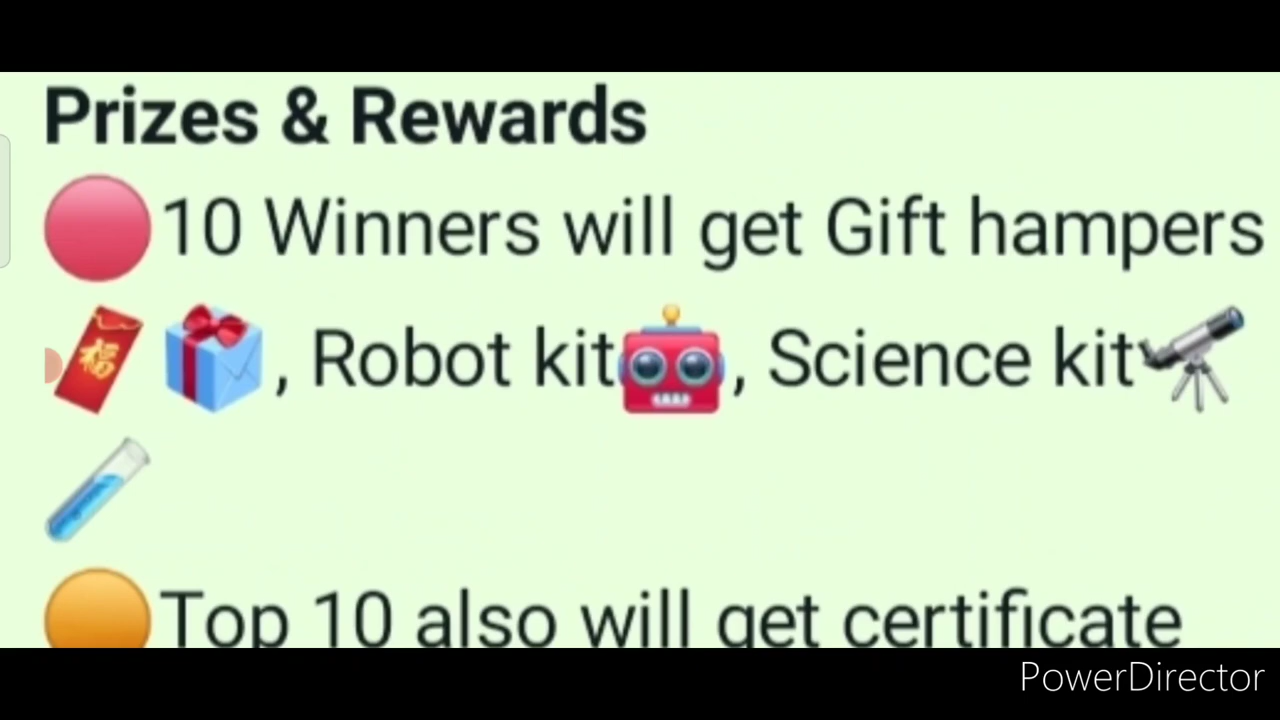 Prizes & Rewards
🔴10 Winners will get Gift hampers
🧧🎁, Robot kit🤖, Science kit🔭
🧪
🟠Top 10 also will get certificate
PowerDirector